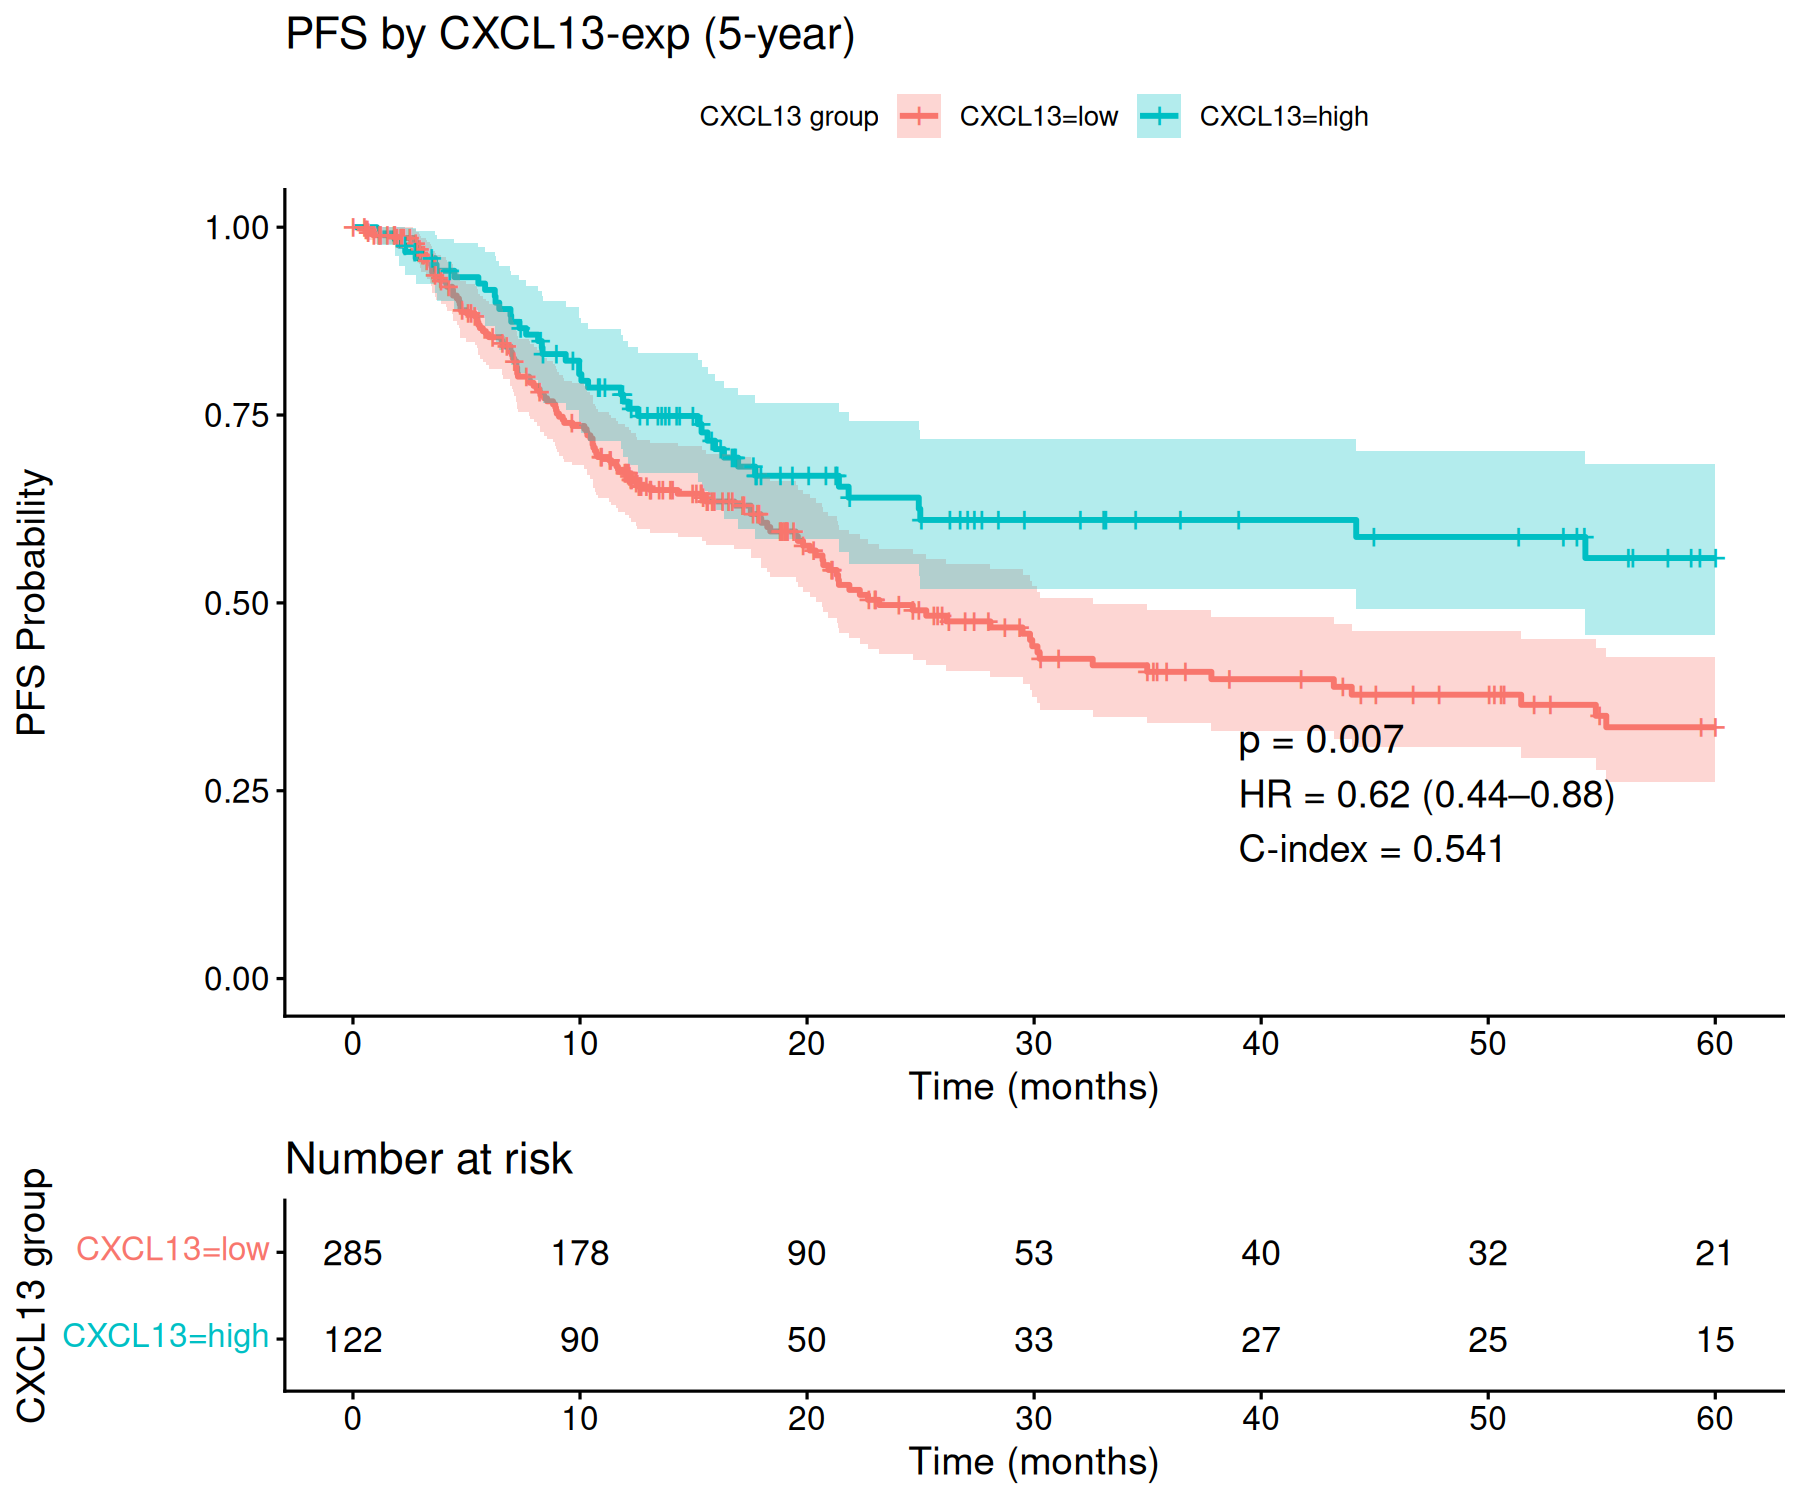 PFS by CXCL13-exp (5-year)
CXCL13 group CXCL13=low CXCL13=high
PFS Probability
1.00
0.75
0.50
0.25
0.00
p = 0.007
HR = 0.62 (0.44–0.88)
C-index = 0.541
0 10 20 30 40 50 60
Time (months)
Number at risk
CXCL13 group
CXCL13=low 285 178 90 53 40 32 21
CXCL13=high 122 90 50 33 27 25 15
0 10 20 30 40 50 60
Time (months)